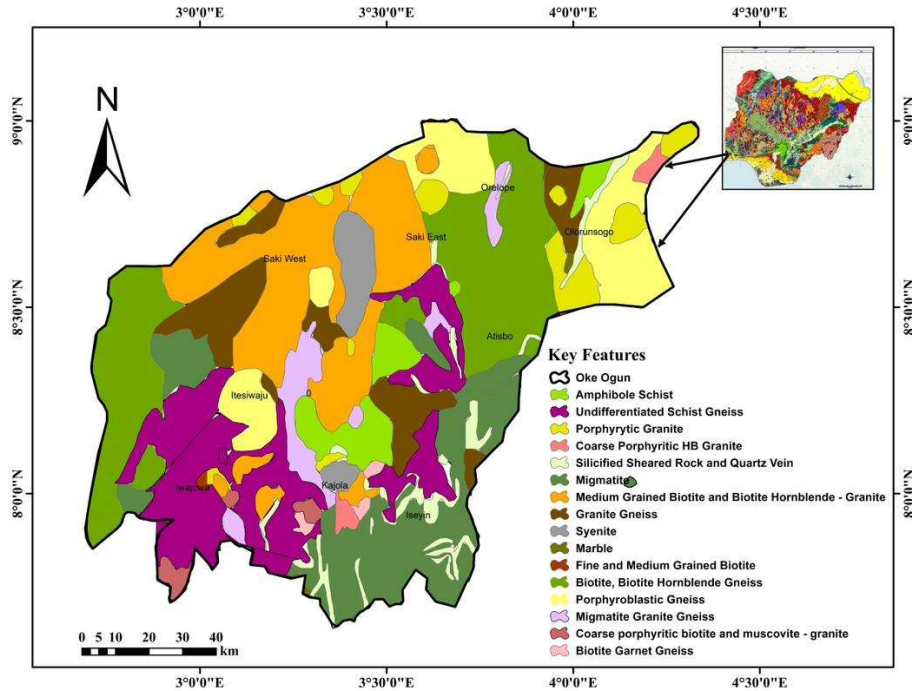 3°0'0"E
3°30'0"E
4°0'0"E
4°30'0"E
N
9°0'0"N
9°0'0"N
Orelope
Saki East
Olorunsogo
Saki West
8°30'0"N
8°30'0"N
Atisbo
Itesiwaju
Iwajowa
Kajola
Iseyin
8°0'0"N
8°0'0"N
Key Features
Oke Ogun
Amphibole Schist
Undifferentiated Schist Gneiss
Porphyrytic Granite
Coarse Porphyritic HB Granite
Silicified Sheared Rock and Quartz Vein
Migmatite
Medium Grained Biotite and Biotite Hornblende - Granite
Granite Gneiss
Syenite
Marble
Fine and Medium Grained Biotite
Biotite, Biotite Hornblende Gneiss
Porphyroblastic Gneiss
Migmatite Granite Gneiss
Coarse porphyritic biotite and muscovite - granite
Biotite Garnet Gneiss
0 5 10 20 30 40
km
3°0'0"E
3°30'0"E
4°0'0"E
4°30'0"E